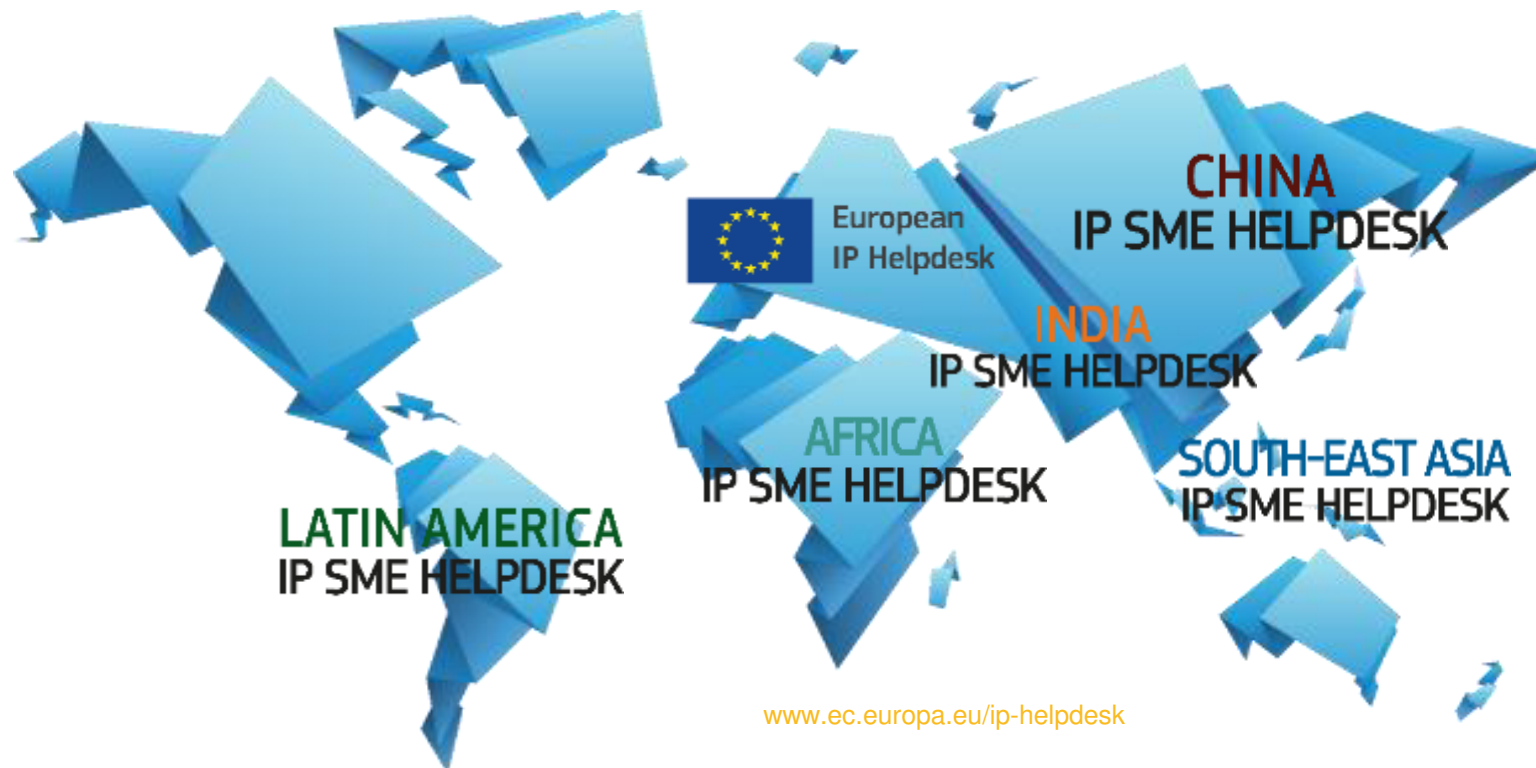 CHINA
IP SME HELPDESK
European
IP Helpdesk
INDIA
IP SME HELPDESK
AFRICA
IP SME HELPDESK
SOUTH-EAST ASIA
IP SME HELPDESK
LATIN AMERICA
IP SME HELPDESK
www.ec.europa.eu/ip-helpdesk